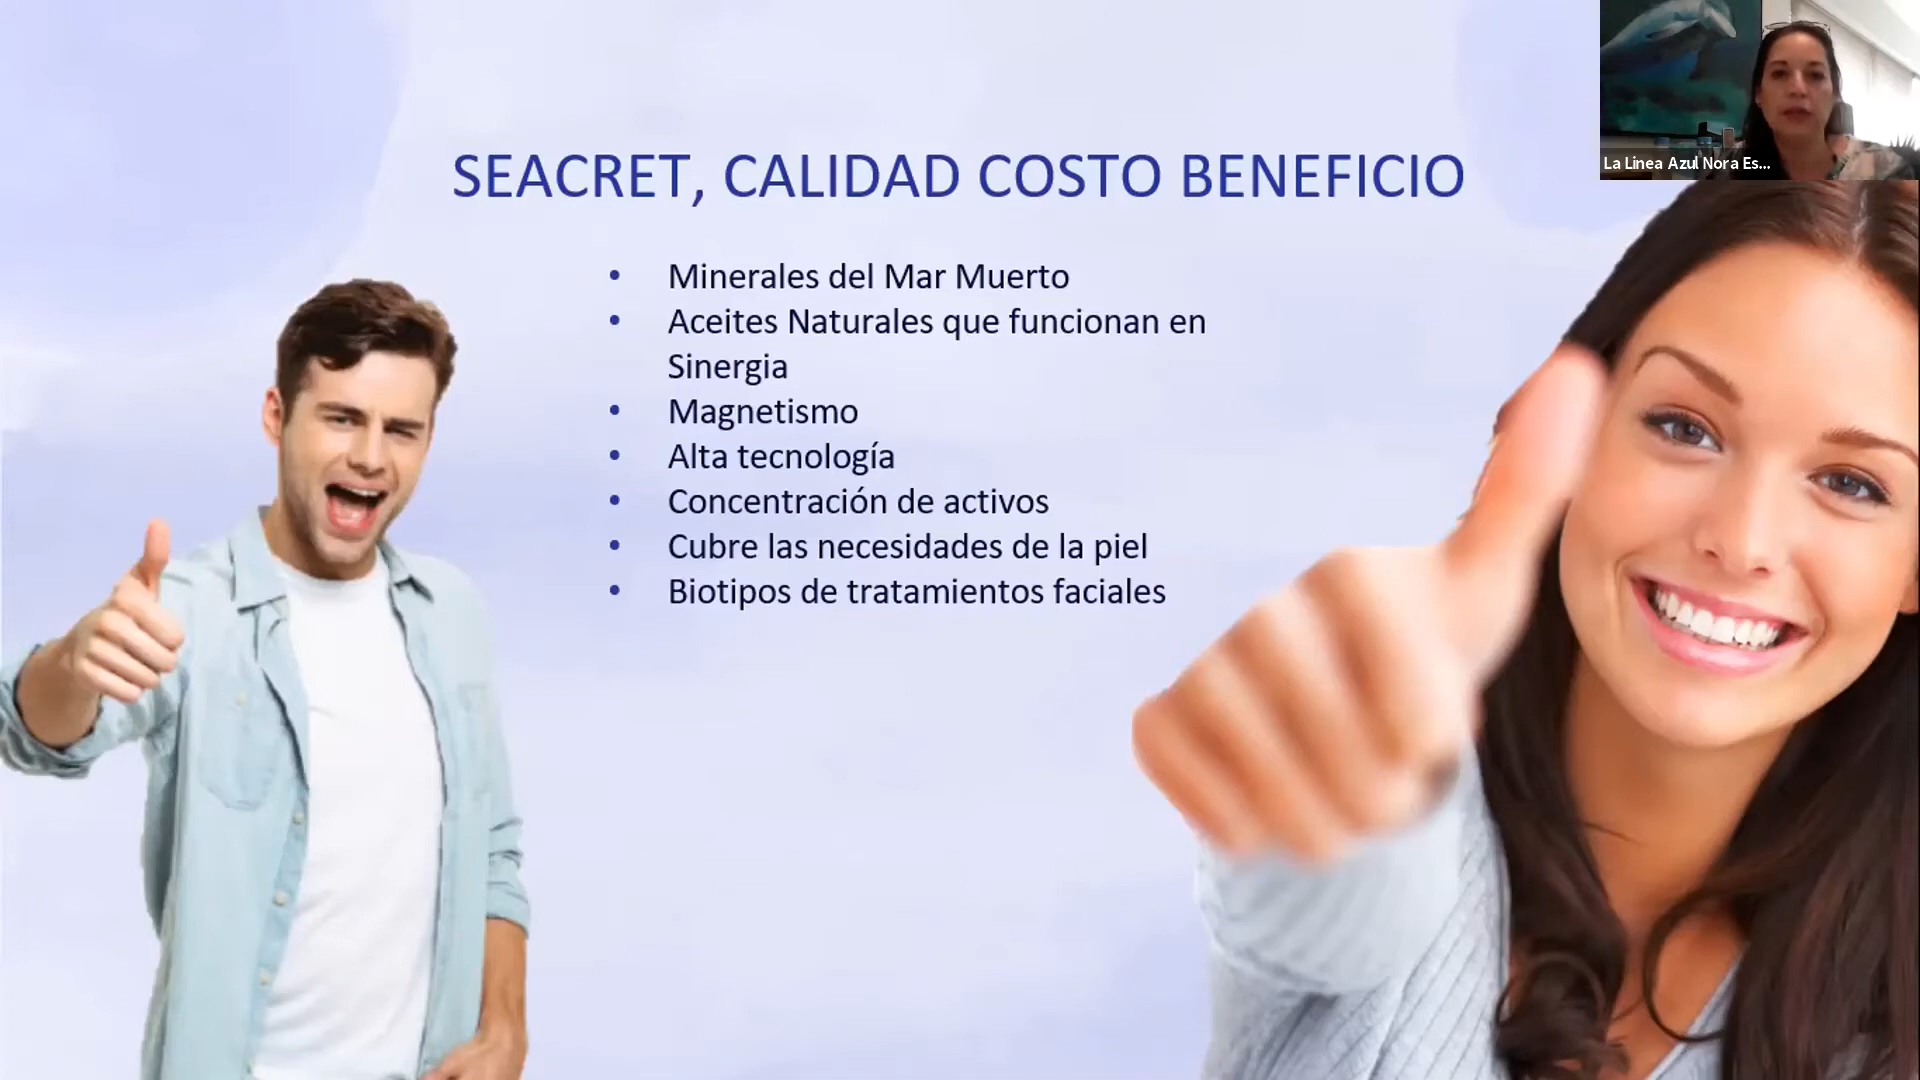 La Linea Azul Nora Es...
SEACRET, CALIDAD COSTO BENEFICIO
• Minerales del Mar Muerto
• Aceites Naturales que funcionan en
Sinergia
• Magnetismo
• Alta tecnología
• Concentración de activos
• Cubre las necesidades de la piel
• Biotipos de tratamientos faciales